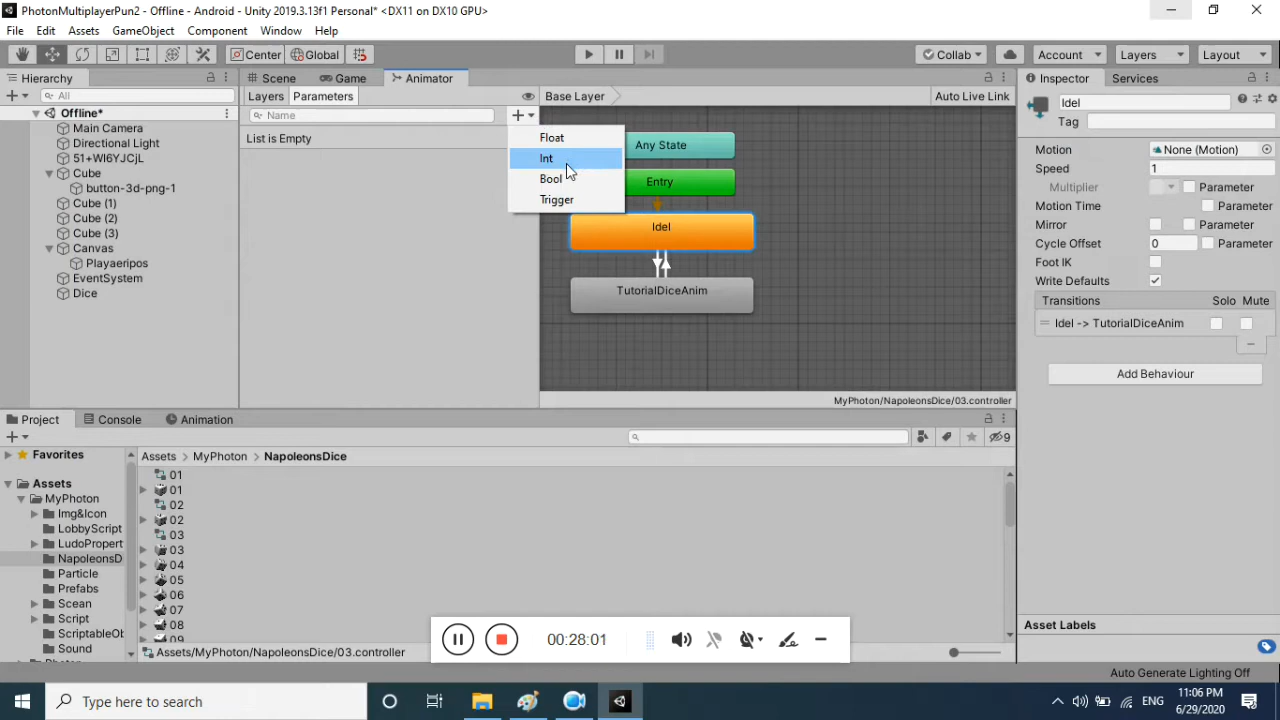 PhotonMultiplayerPun2 - Offline - Android - Unity 2019.3.13f1 Personal* <DX11 on DX10 GPU>
File Edit Assets GameObject Component Window Help
Center Global Collab Account Layers Layout
Hierarchy
All
Offline*
Main Camera
Directional Light
51+WI6YJCjL
Cube
button-3d-png-1
Cube (1)
Cube (2)
Cube (3)
Canvas
Playaeripos
EventSystem
Dice
Scene Game Animator
Layers Parameters
Name
List is Empty
Float
Int
Bool
Trigger
Base Layer Auto Live Link
Any State
Entry
Idel
TutorialDiceAnim
MyPhoton/NapoleonsDice/03.controller
Inspector Services
Idel
Tag
Motion None (Motion)
Speed 1
Multiplier Parameter
Motion Time Parameter
Mirror Parameter
Cycle Offset 0 Parameter
Foot IK
Write Defaults
Transitions Solo Mute
Idel -> TutorialDiceAnim
Add Behaviour
Asset Labels
Project Console Animation
9
Favorites
Assets
MyPhoton
Img&Icon
LobbyScript
LudoPropert
NapoleonsD
Particle
Prefabs
Scean
Script
ScriptableOb
Sound
Assets MyPhoton NapoleonsDice
01
01
02
02
03
03
04
05
06
07
08
09
Assets/MyPhoton/NapoleonsDice/03.controller
00:28:01
Auto Generate Lighting Off
Type here to search
ENG
11:06 PM
6/29/2020